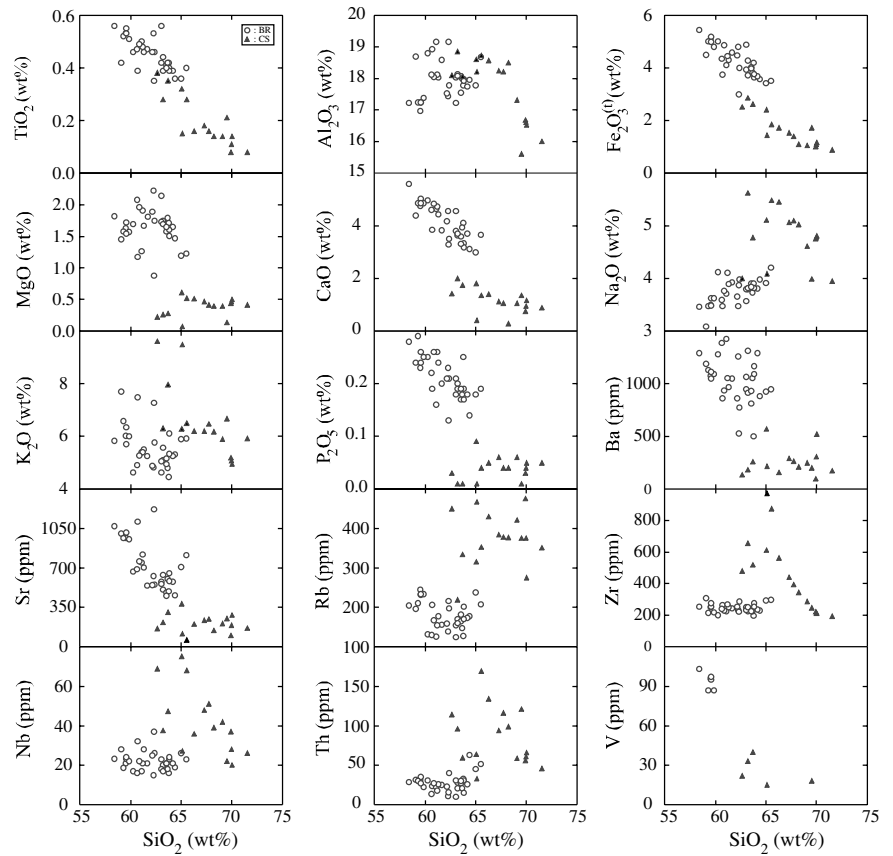 0.6
0.4
0.2
0.0
TiO2 (wt%)
: BR
: CS
20
19
18
17
16
15
Al2O3 (wt%)
6
4
2
0
Fe2O3(t)(wt%)
2.0
1.5
1.0
0.5
0.0
MgO (wt%)
4
2
0
CaO (wt%)
6
5
4
3
Na2O (wt%)
10
8
6
4
K2O (wt%)
0.2
0.1
0.0
P2O5 (wt%)
1000
500
0
Ba (ppm)
1050
700
350
0
Sr (ppm)
400
300
200
100
Rb (ppm)
800
600
400
200
0
Zr (ppm)
60
40
20
0
Nb (ppm)
150
100
50
0
Th (ppm)
90
60
30
0
V (ppm)
55 60 65 70 75
SiO2 (wt%)
55 60 65 70 75
SiO2 (wt%)
55 60 65 70 75
SiO2 (wt%)